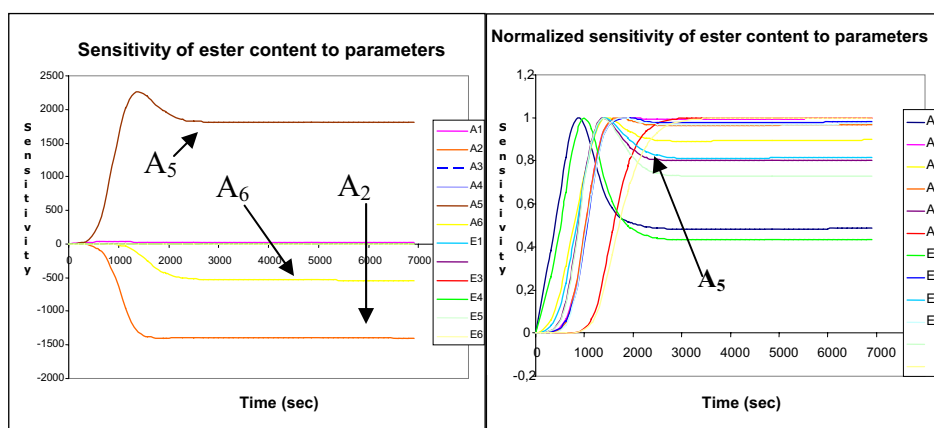 Sensitivity of ester content to parameters
2500
2000
1500
1000
500
0
-500
-1000
-1500
-2000
0 1000 2000 3000 4000 5000 6000 7000
Sensitivity
Time (sec)
A5
A6
A2
A1
A2
A3
A4
A5
A6
E1
E3
E4
E5
E6
Normalized sensitivity of ester content to parameters
1,2
1
0,8
0,6
0,4
0,2
0
-0,2
0 1000 2000 3000 4000 5000 6000 7000
Sensitivity
Time (sec)
A5
A
A
A
A
A
A
E
E
E